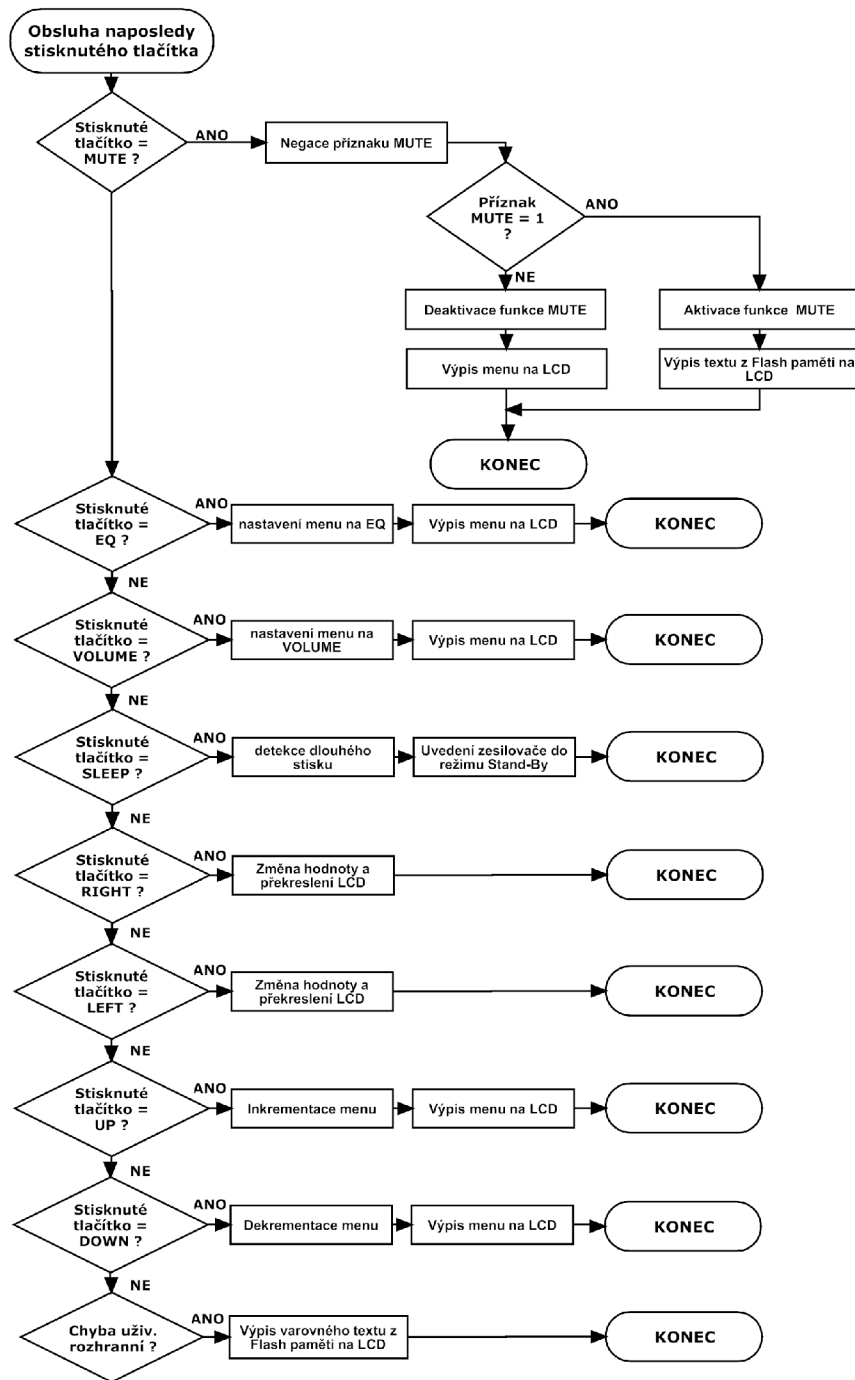 Obsluha naposledy
stisknutého tlačítka
Stisknuté
tlačítko =
MUTE ?
ANO
Negace příznaku MUTE
Příznak
MUTE = 1
?
ANO
NE
Deaktivace funkce MUTE
Aktivace funkce MUTE
Výpis menu na LCD
Výpis textu z Flash paměti na
LCD
KONEC
Stisknuté
tlačítko =
EQ ?
ANO
nastavení menu na EQ
Výpis menu na LCD
KONEC
NE
Stisknuté
tlačítko =
VOLUME ?
ANO
nastavení menu na
VOLUME
Výpis menu na LCD
KONEC
NE
Stisknuté
tlačítko =
SLEEP ?
ANO
detekce dlouhého
stisku
Uvedení zesilovače do
režimu Stand-By
KONEC
NE
Stisknuté
tlačítko =
RIGHT ?
ANO
Změna hodnoty a
překreslení LCD
KONEC
NE
Stisknuté
tlačítko =
LEFT ?
ANO
Změna hodnoty a
překreslení LCD
KONEC
NE
Stisknuté
tlačítko =
UP ?
ANO
Inkrementace menu
Výpis menu na LCD
KONEC
NE
Stisknuté
tlačítko =
DOWN ?
ANO
Dekrementace menu
Výpis menu na LCD
KONEC
NE
Chyba uživ.
rozhranní ?
ANO
Výpis varovného textu z
Flash paměti na LCD
KONEC